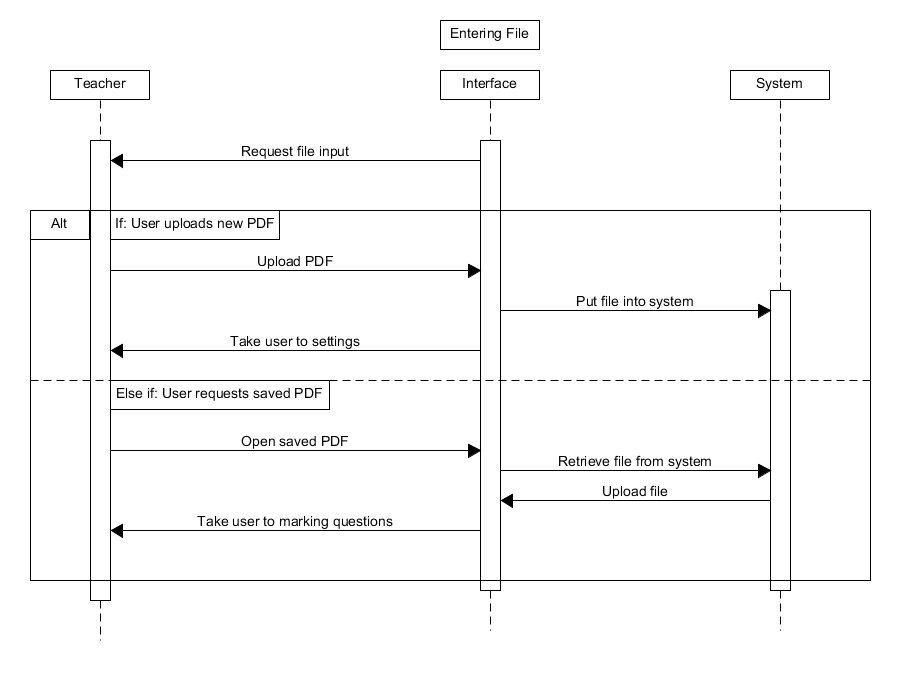 Entering File
Teacher
Interface
System
Request file input
Alt
If: User uploads new PDF
Upload PDF
Put file into system
Take user to settings
Else if: User requests saved PDF
Open saved PDF
Retrieve file from system
Upload file
Take user to marking questions